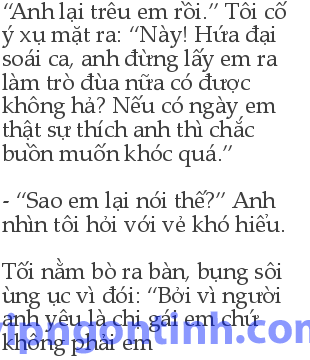 “Anh lại trêu em rồi.” Tôi cố
ý xụ mặt ra: “Này! Hứa đại
soái ca, anh đừng lấy em ra
làm trò đùa nữa có được
không hả? Nếu có ngày em
thật sự thích anh thì chắc
buồn muốn khóc quá.”
- “Sao em lại nói thế?” Anh
nhìn tôi hỏi với vẻ khó hiểu.
Tối nằm bò ra bàn, bụng sôi
ùng ục vì đói: “Bởi vì người
anh yêu là chị gái em chứ
không phải em
vipngontinh.com